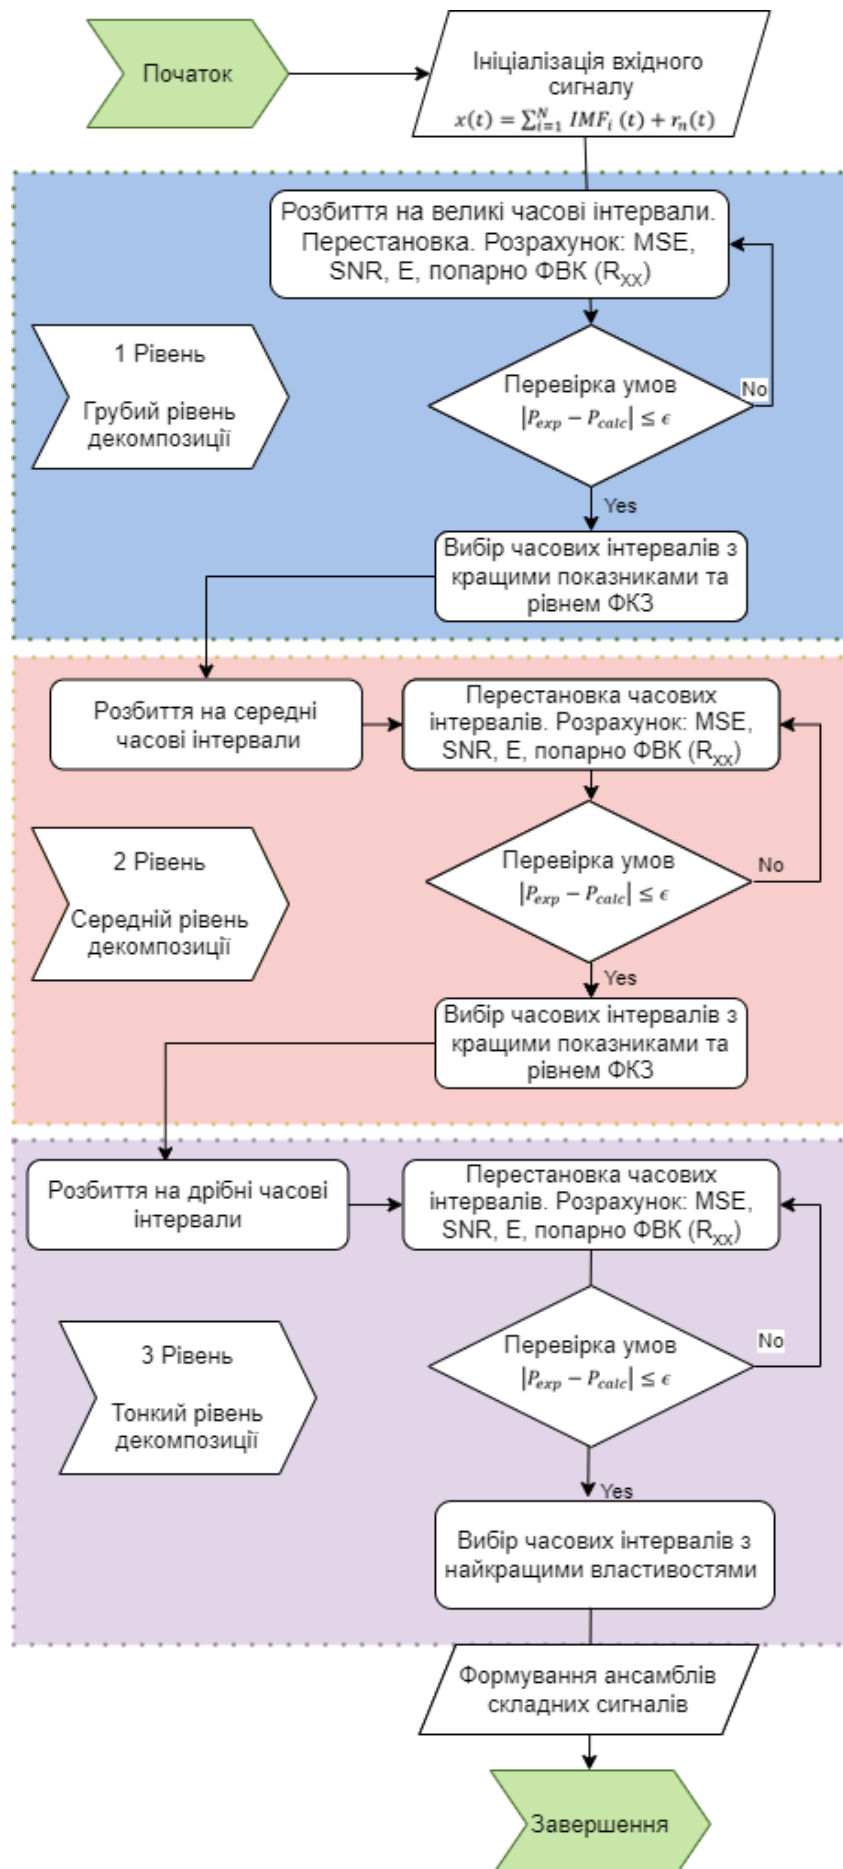 Початок
Ініціалізація вхідного
сигналу
x(t) = ∑_{i=1}^{N} IMF_i (t) + r_n(t)
Розбиття на великі часові інтервали.
Перестановка. Розрахунок: MSE,
SNR, E, попарно ФВК (R_XX)
1 Рівень
Грубий рівень
декомпозиції
Перевірка умов
|P_exp − P_calc| ≤ ϵ
No
Yes
Вибір часових інтервалів з
кращими показниками та
рівнем ФКЗ
Розбиття на середні
часові інтервали
Перестановка часових
інтервалів. Розрахунок: MSE,
SNR, E, попарно ФВК (R_XX)
2 Рівень
Середній рівень
декомпозиції
Перевірка умов
|P_exp − P_calc| ≤ ϵ
No
Yes
Вибір часових інтервалів з
кращими показниками та
рівнем ФКЗ
Розбиття на дрібні часові
інтервали
Перестановка часових
інтервалів. Розрахунок: MSE,
SNR, E, попарно ФВК (R_XX)
3 Рівень
Тонкий рівень
декомпозиції
Перевірка умов
|P_exp − P_calc| ≤ ϵ
No
Yes
Вибір часових інтервалів з
найкращими властивостями
Формування ансамблів
складних сигналів
Завершення